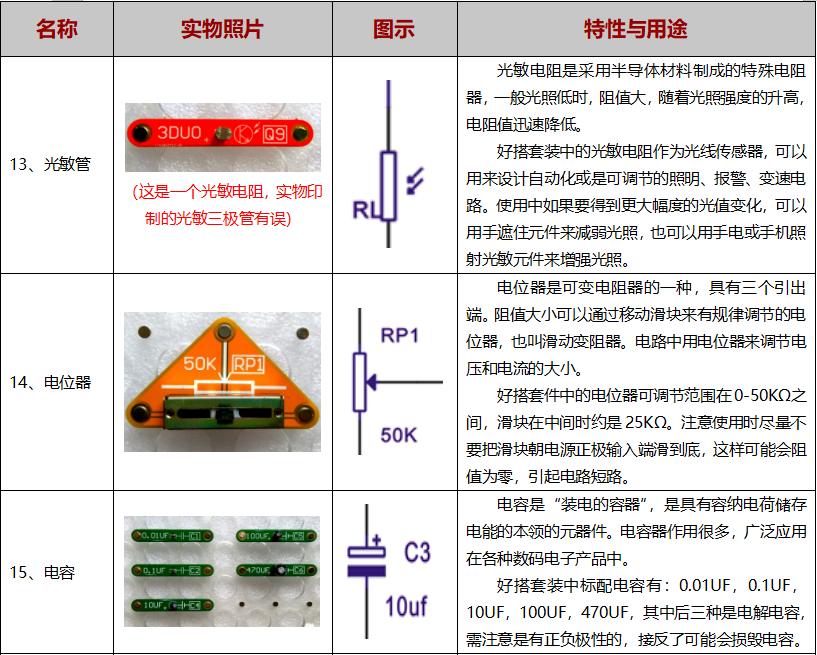 名称
实物照片
图示
特性与用途
13、光敏管
3DU0
Q9
(这是一个光敏电阻，实物印
制的光敏三极管有误)
RL
光敏电阻是采用半导体材料制成的特殊电阻
器，一般光照低时，阻值大，随着光照强度的升高，
电阻值迅速降低。
好搭套装中的光敏电阻作为光线传感器，可以
用来设计自动化或是可调节的照明、报警、变速电
路。使用中如果要得到更大幅度的光值变化，可以
用手遮住元件来减弱光照，也可以用手电或手机照
射光敏元件来增强光照。
14、电位器
50K
RP1
RP1
50K
电位器是可变电阻器的一种，具有三个引出
端。阻值大小可以通过移动滑块来有规律调节的电
位器，也叫滑动变阻器。电路中用电位器来调节电
压和电流的大小。
好搭套件中的电位器可调节范围在0-50KΩ之
间，滑块在中间时约是25KΩ。注意使用时尽量不
要把滑块朝电源正极输入端滑到底，这样可能会阻
值为零，引起电路短路。
15、电容
0.01UF C1
100UF C5
0.1UF C2
470UF C6
10UF C4
+
C3
10uf
电容是“装电的容器”，是具有容纳电荷储存
电能的本领的元器件。电容器作用很多，广泛应用
在各种数码电子产品中。
好搭套装中标配电容有：0.01UF，0.1UF，
10UF，100UF，470UF，其中后三种是电解电容，
需注意是有正负极性的，接反了可能会损毁电容。